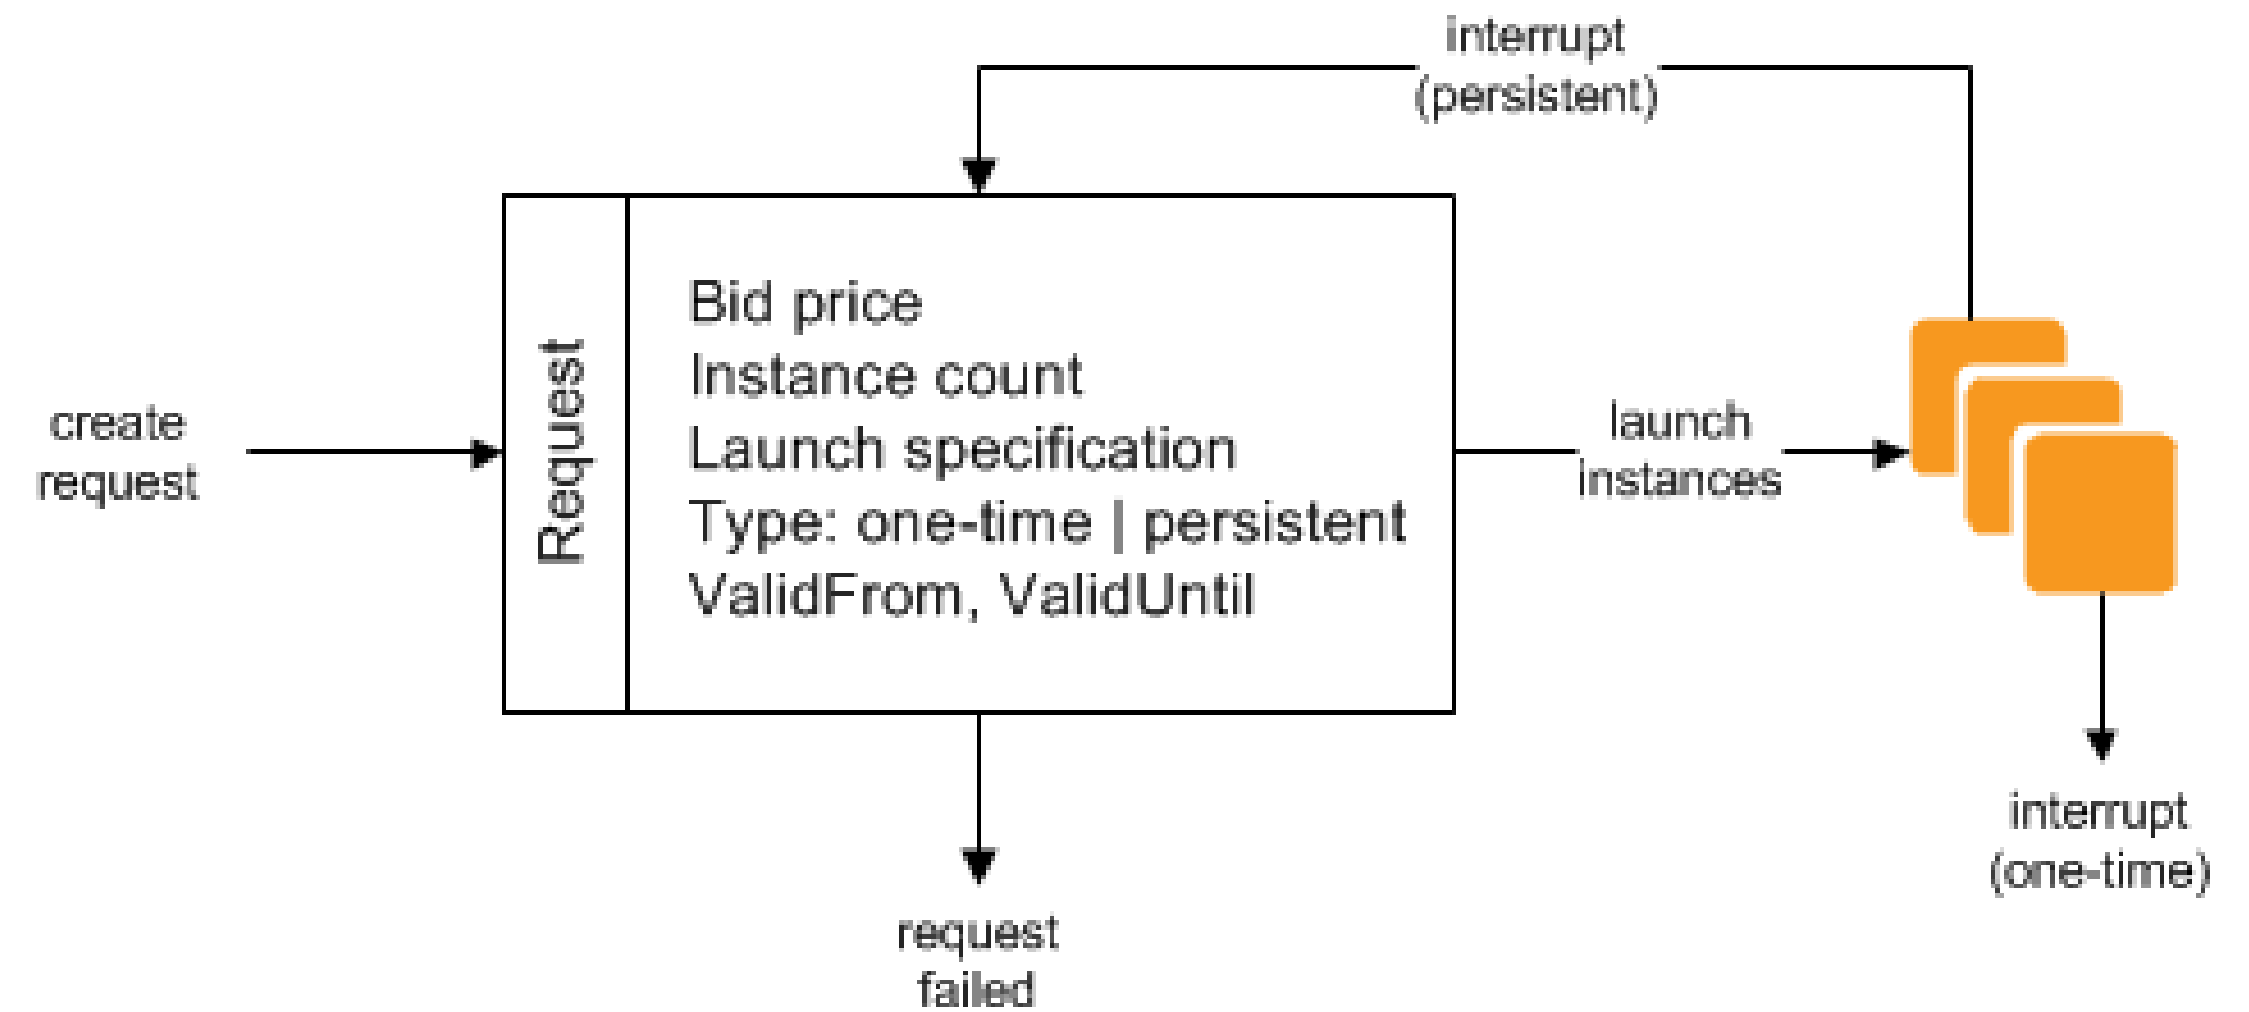 interrupt
(persistent)
create
request
Request
Bid price
Instance count
Launch specification
Type: one-time | persistent
ValidFrom, ValidUntil
launch
instances
interrupt
(one-time)
request
failed